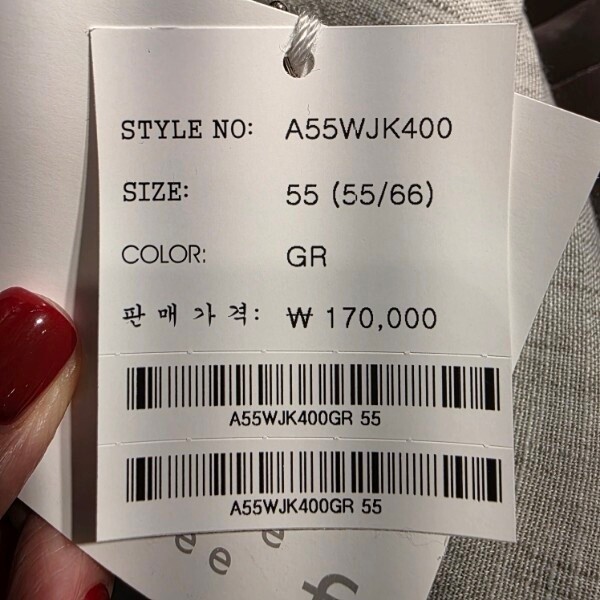 STYLE NO: A55WJK400
SIZE: 55 (55/66)
COLOR: GR
판매가격: ₩ 170,000
A55WJK400GR 55
A55WJK400GR 55
e e e